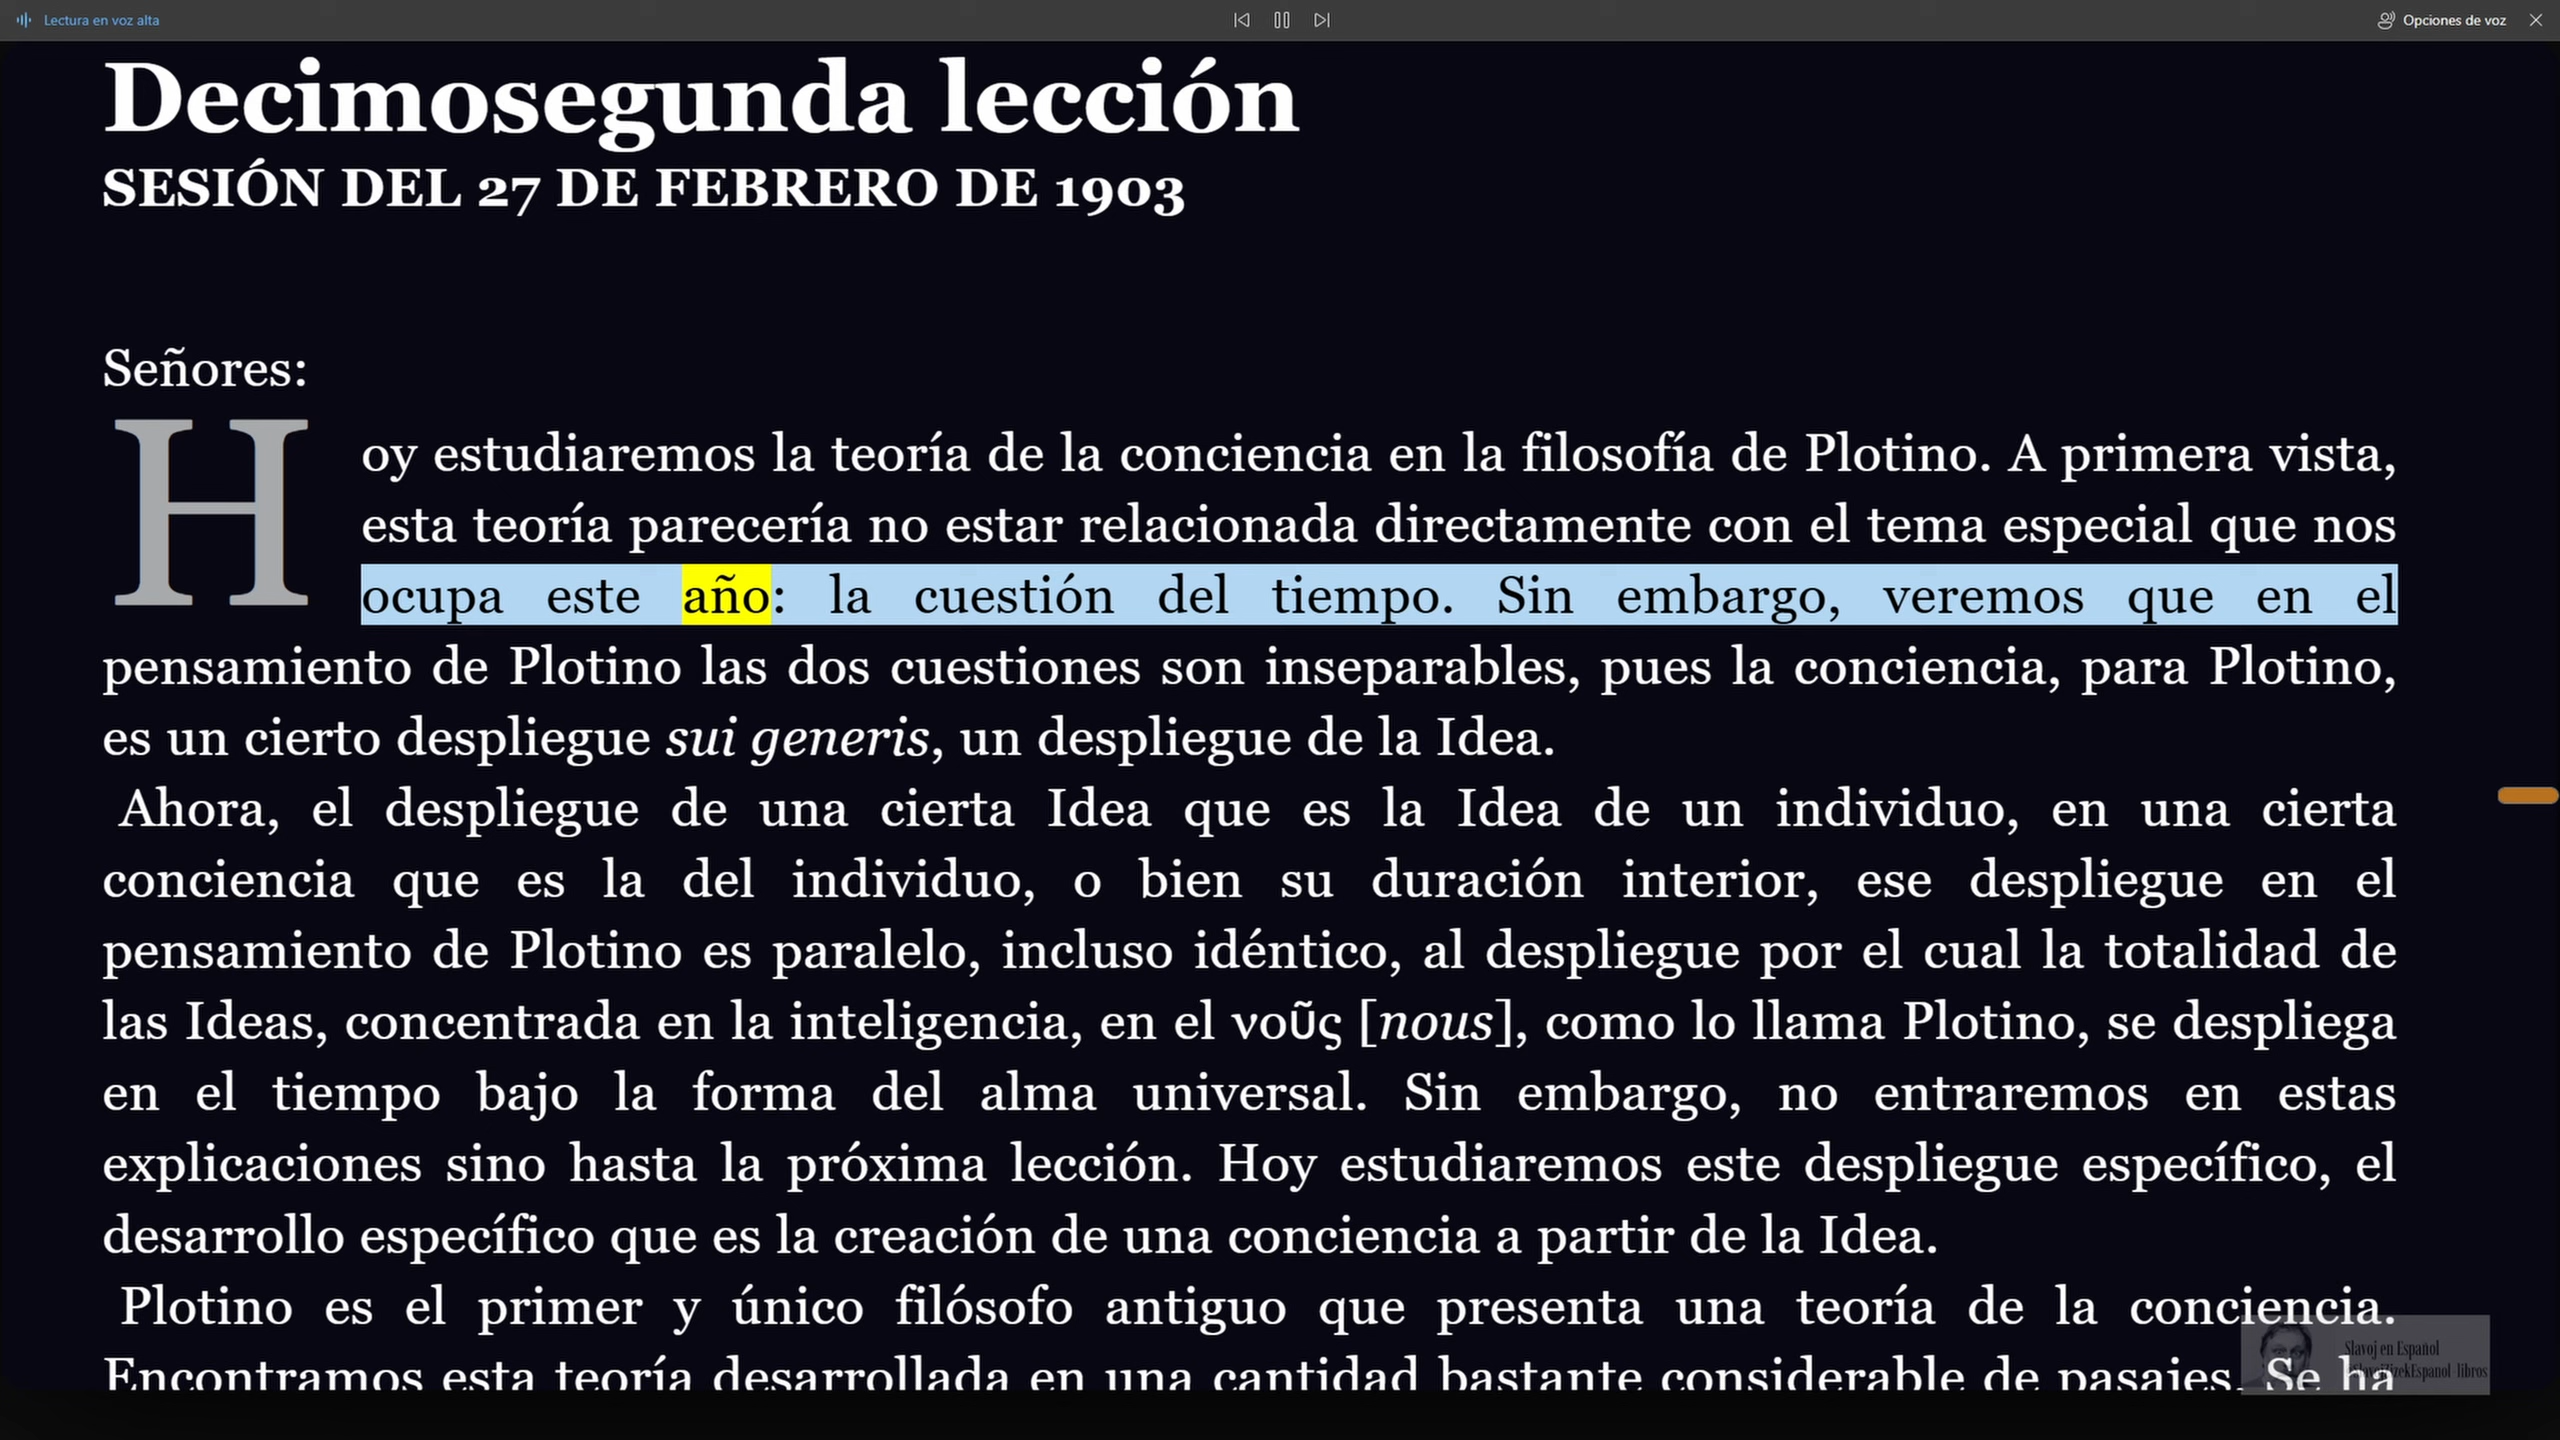 Lectura en voz alta
Opciones de voz
Decimosegunda lección
SESIÓN DEL 27 DE FEBRERO DE 1903
Señores:
Hoy estudiaremos la teoría de la conciencia en la filosofía de Plotino. A primera vista,
esta teoría parecería no estar relacionada directamente con el tema especial que nos
ocupa este año: la cuestión del tiempo. Sin embargo, veremos que en el
pensamiento de Plotino las dos cuestiones son inseparables, pues la conciencia, para Plotino,
es un cierto despliegue sui generis, un despliegue de la Idea.
Ahora, el despliegue de una cierta Idea que es la Idea de un individuo, en una cierta
conciencia que es la del individuo, o bien su duración interior, ese despliegue en el
pensamiento de Plotino es paralelo, incluso idéntico, al despliegue por el cual la totalidad de
las Ideas, concentrada en la inteligencia, en el νοῦς [nous], como lo llama Plotino, se despliega
en el tiempo bajo la forma del alma universal. Sin embargo, no entraremos en estas
explicaciones sino hasta la próxima lección. Hoy estudiaremos este despliegue específico, el
desarrollo específico que es la creación de una conciencia a partir de la Idea.
Plotino es el primer y único filósofo antiguo que presenta una teoría de la conciencia.
Encontramos esta teoría desarrollada en una cantidad bastante considerable de pasajes. Se ha
Slavoj en Español